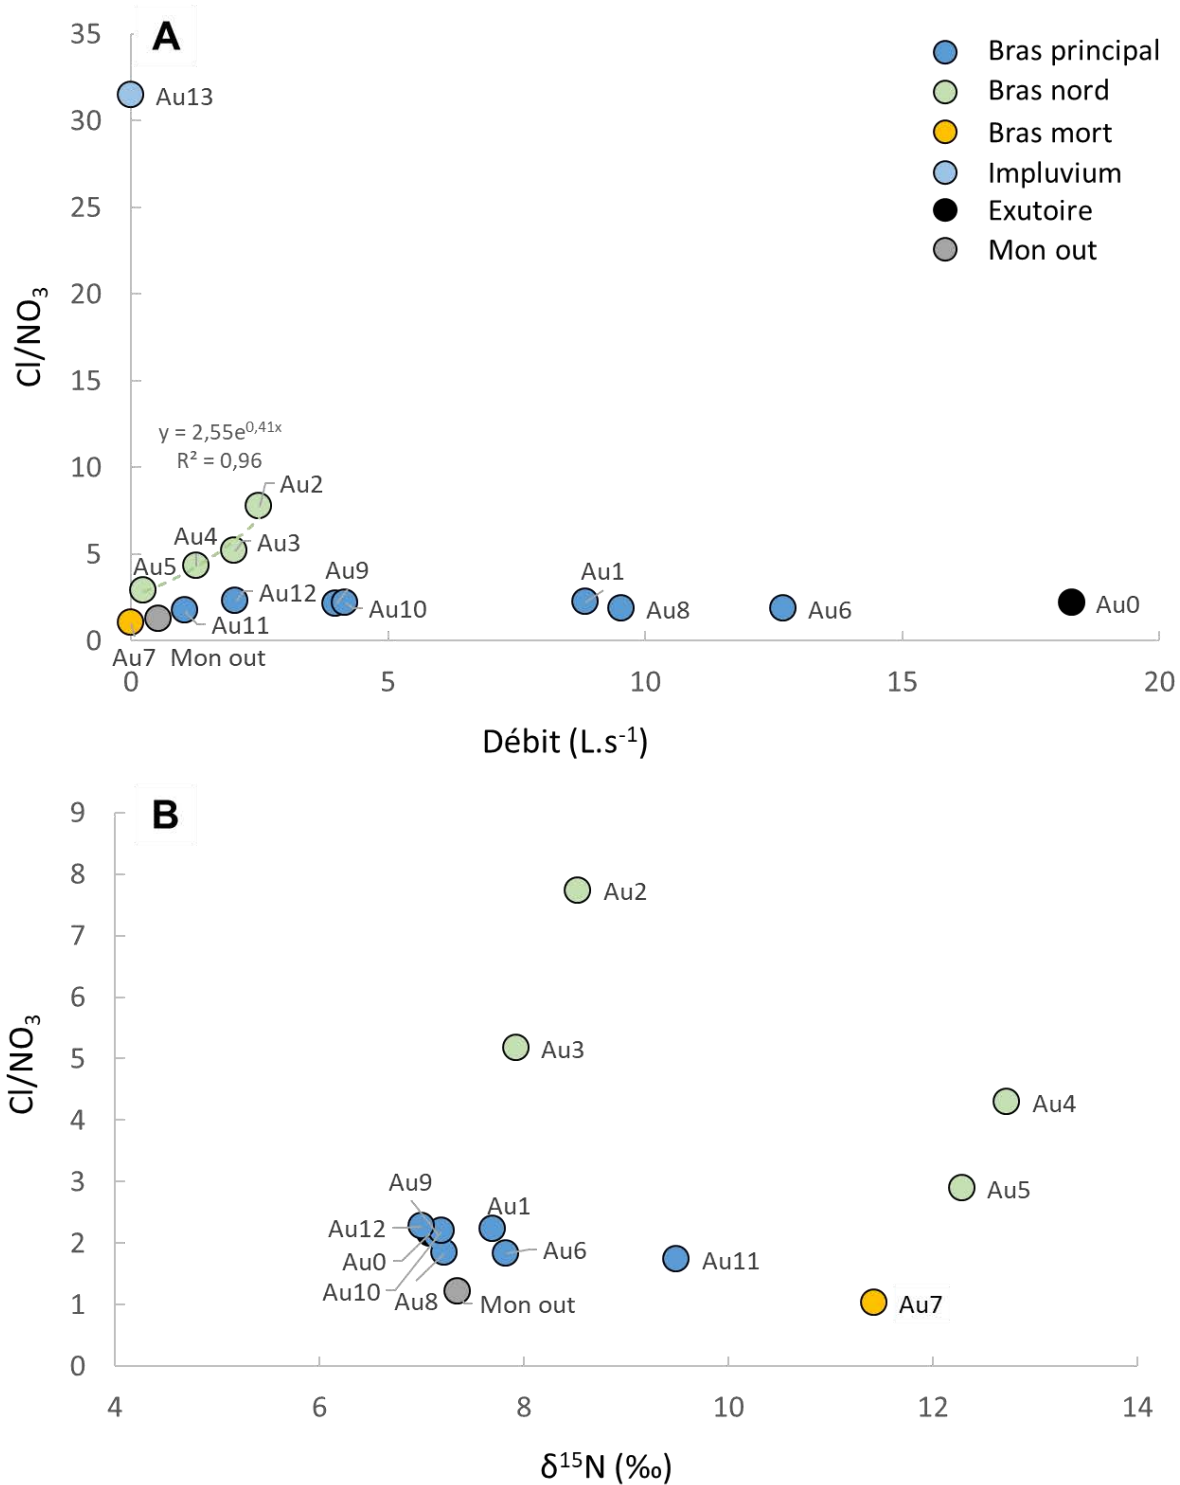 A
35
30
25
20
15
10
5
0
Cl/NO₃
Bras principal
Bras nord
Bras mort
Impluvium
Exutoire
Mon out
Au13
y = 2,55e⁰·⁴¹ˣ
R² = 0,96
Au2
Au4
Au3
Au5
Au12
Au9
Au10
Au11
Au1
Au8
Au6
Au0
Au7 Mon out
0 5 10 15 20
Débit (L.s⁻¹)
B
9
8
7
6
5
4
3
2
1
0
Cl/NO₃
Au2
Au3
Au4
Au5
Au9
Au12
Au1
Au0
Au6
Au10
Au8
Au11
Mon out
Au7
4 6 8 10 12 14
δ¹⁵N (‰)